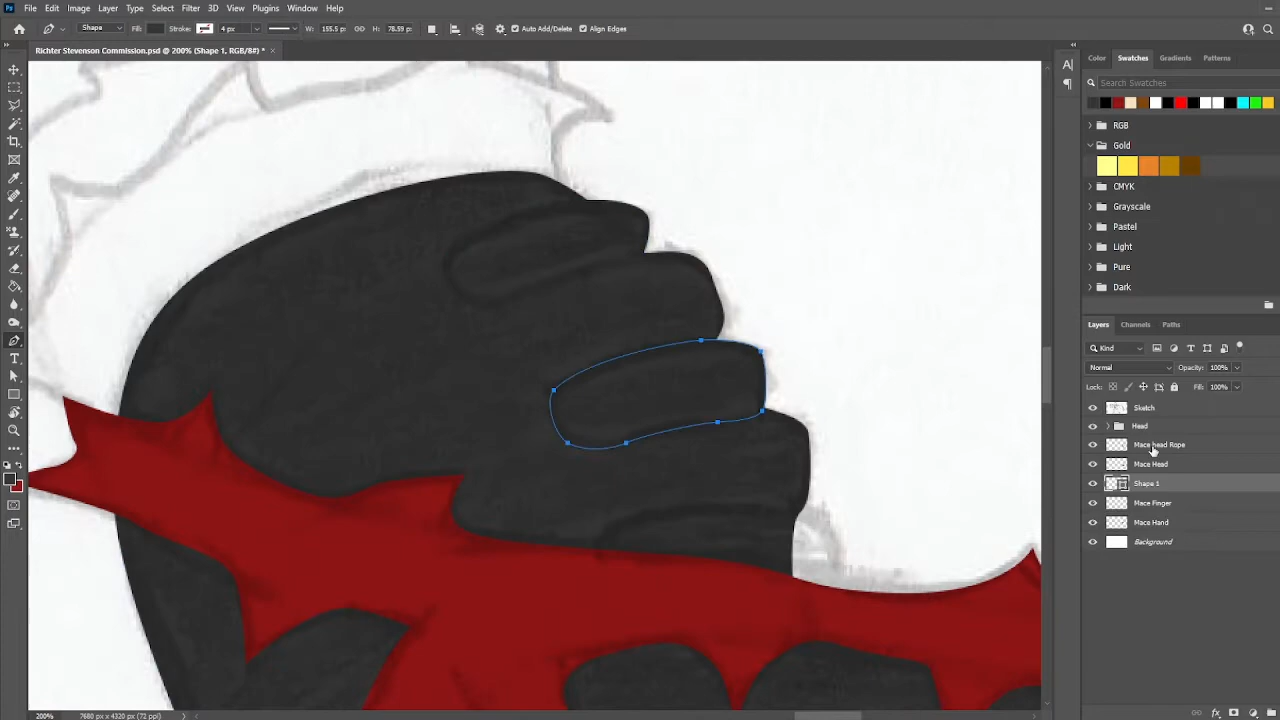 Ps File Edit Image Layer Type Select Filter 3D View Plugins Window Help
Shape Fill: Stroke: 4 px W: 155.5 p: H: 78.59 px Auto Add/Delete Align Edges
Richter Stevenson Commission.psd @ 200% (Shape 1, RGB/8#) * ×
Color Swatches Gradients Patterns
Search Swatches
RGB
Gold
CMYK
Grayscale
Pastel
Light
Pure
Dark
Layers Channels Paths
Kind
Normal Opacity: 100%
Lock: Fill: 100%
Sketch
Head
Mace head Rope
Mace Head
Shape 1
Mace Finger
Mace Hand
Background
200% 7680 px x 4320 px (72 ppi)